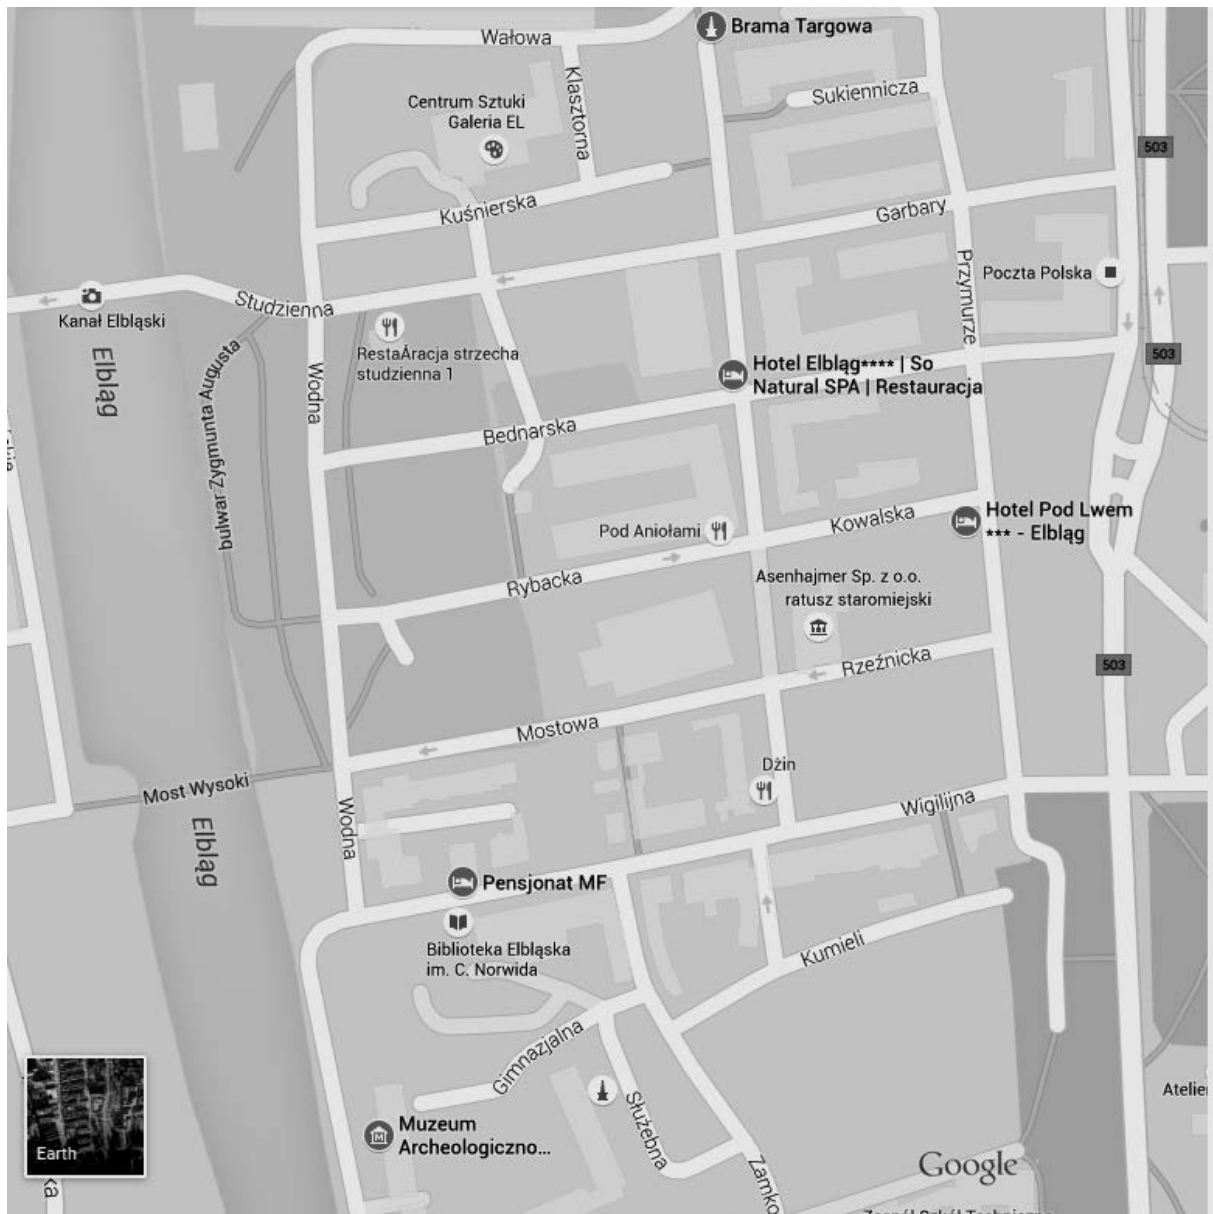 Brama Targowa
Wałowa
Klasztorna
Sukiennicza
Centrum Sztuki
Galeria EL
503
Kuśnierska
Garbary
Przymurze
Poczta Polska
Studzienna
Kanał Elbląski
Elbląg
RestaÅracja strzecha
studzienna 1
503
Hotel Elbląg**** | So
Natural SPA | Restauracja
Wodna
bulwar Zygmunta Augusta
Bednarska
Kowalska
Hotel Pod Lwem
*** - Elbląg
Pod Aniołami
Rybacka
Asenhajmer Sp. z o.o.
ratusz staromiejski
Rzeźnicka
503
Mostowa
Most Wysoki
Dżin
Wigilijna
Wodna
Elbląg
Pensjonat MF
Biblioteka Elbląska
im. C. Norwida
Kumieli
Gimnazjalna
Służebna
Muzeum
Archeologiczno...
Atelie
Earth
Zamko
Google
ka